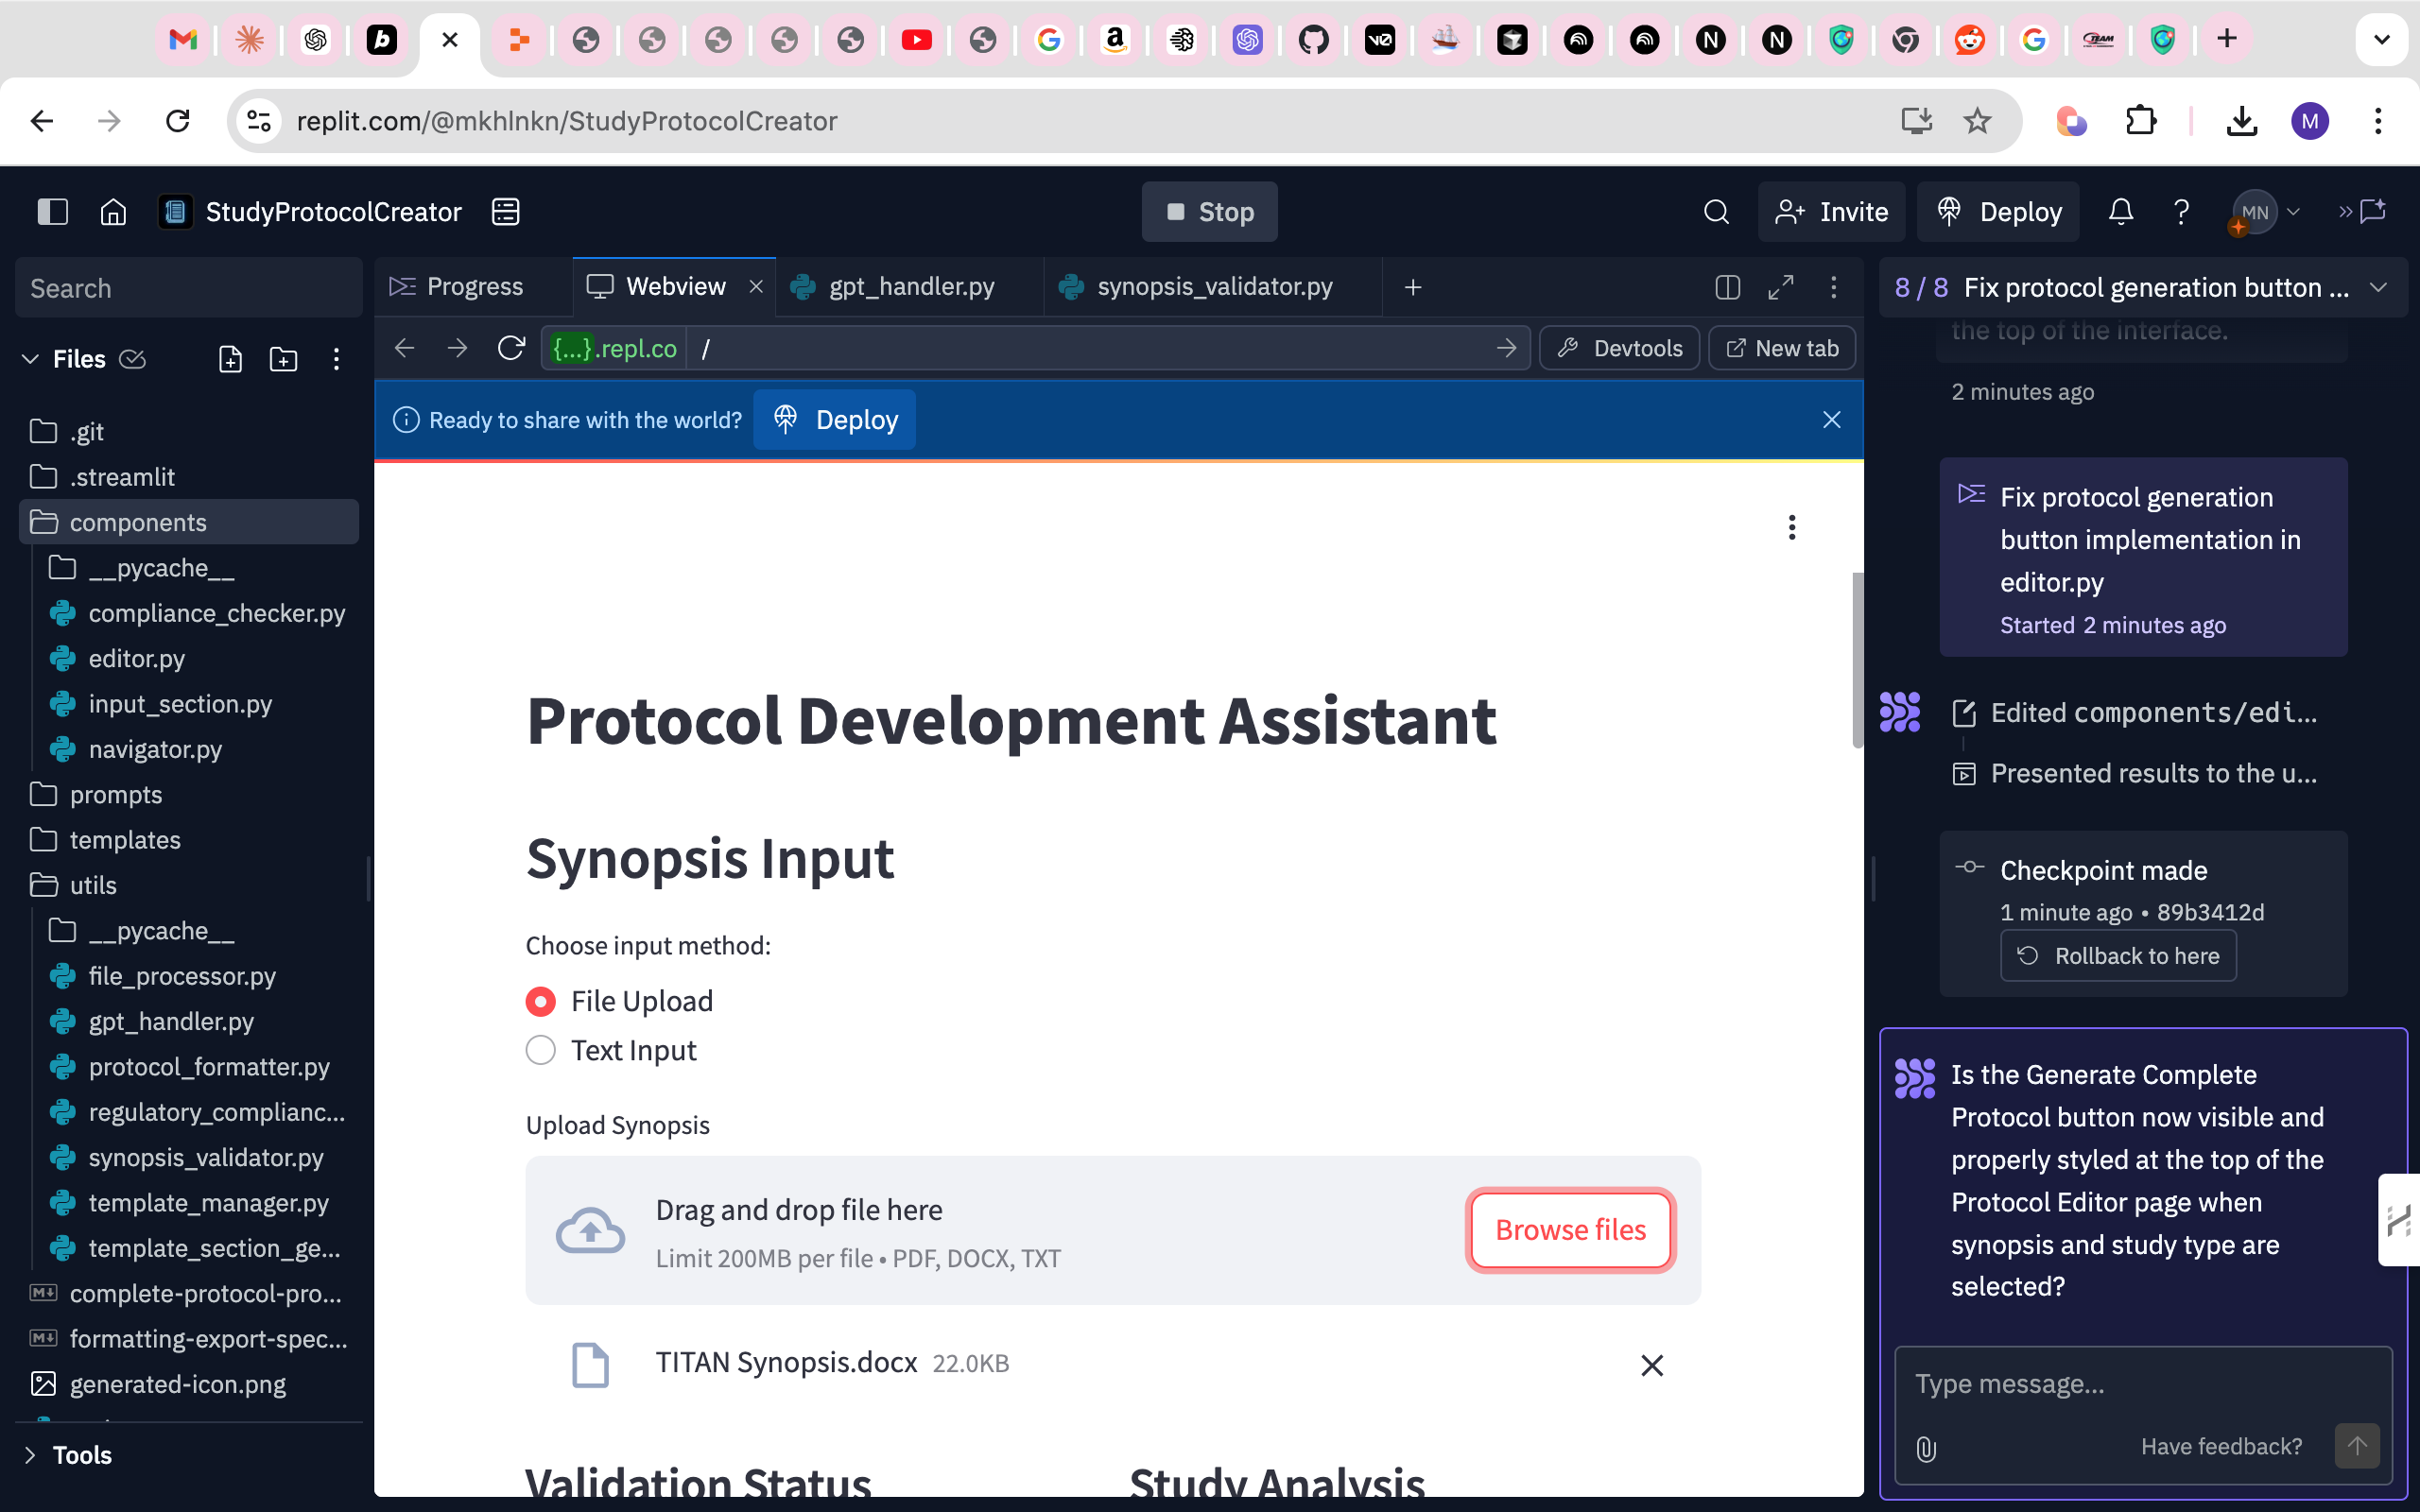 replit.com/@mkhlnkn/StudyProtocolCreator
M
StudyProtocolCreator
Stop
Invite
Deploy
MN
Search
Files
.git
.streamlit
components
__pycache__
compliance_checker.py
editor.py
input_section.py
navigator.py
prompts
templates
utils
__pycache__
file_processor.py
gpt_handler.py
protocol_formatter.py
regulatory_complianc...
synopsis_validator.py
template_manager.py
template_section_ge...
complete-protocol-pro...
formatting-export-spec...
generated-icon.png
Tools
Progress
Webview
gpt_handler.py
synopsis_validator.py
{...}.repl.co
/
Devtools
New tab
Ready to share with the world?
Deploy
Protocol Development Assistant
Synopsis Input
Choose input method:
File Upload
Text Input
Upload Synopsis
Drag and drop file here
Limit 200MB per file • PDF, DOCX, TXT
Browse files
TITAN Synopsis.docx 22.0KB
Validation Status
Study Analysis
8 / 8 Fix protocol generation button ...
the top of the interface.
2 minutes ago
Fix protocol generation
button implementation in
editor.py
Started 2 minutes ago
Edited components/edi...
Presented results to the u...
Checkpoint made
1 minute ago • 89b3412d
Rollback to here
Is the Generate Complete
Protocol button now visible and
properly styled at the top of the
Protocol Editor page when
synopsis and study type are
selected?
Type message...
Have feedback?